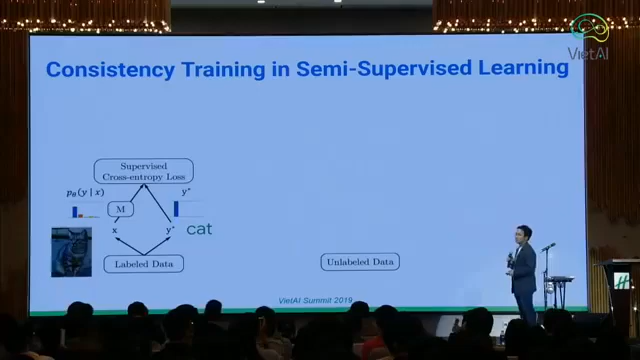 VietAI
Consistency Training in Semi-Supervised Learning
Supervised
Cross-entropy Loss
pθ(y | x)
y*
M
x
y*
cat
Labeled Data
Unlabeled Data
VietAI Summit 2019
H